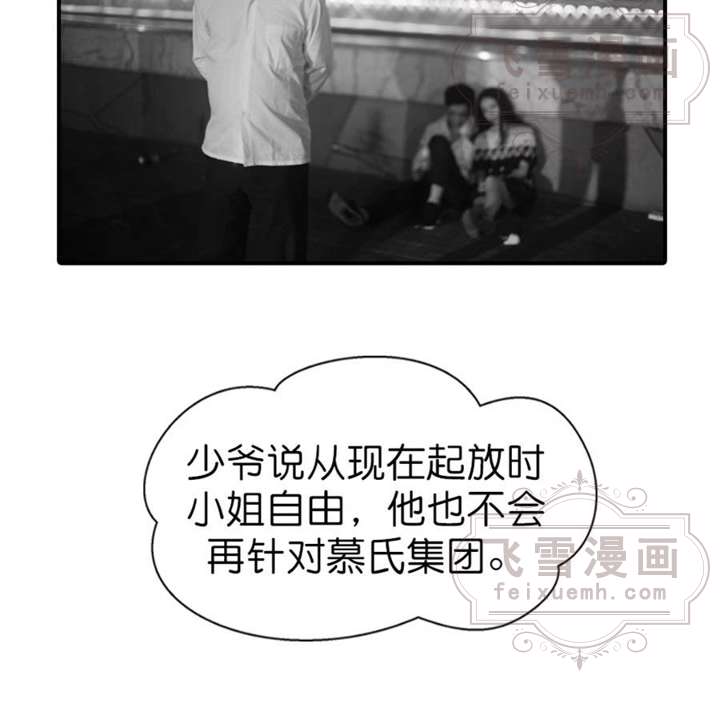 飞雪漫画
feixuemh.com
少爷说从现在起放时
小姐自由，他也不会
再针对慕氏集团。
飞雪漫画
feixuemh.com